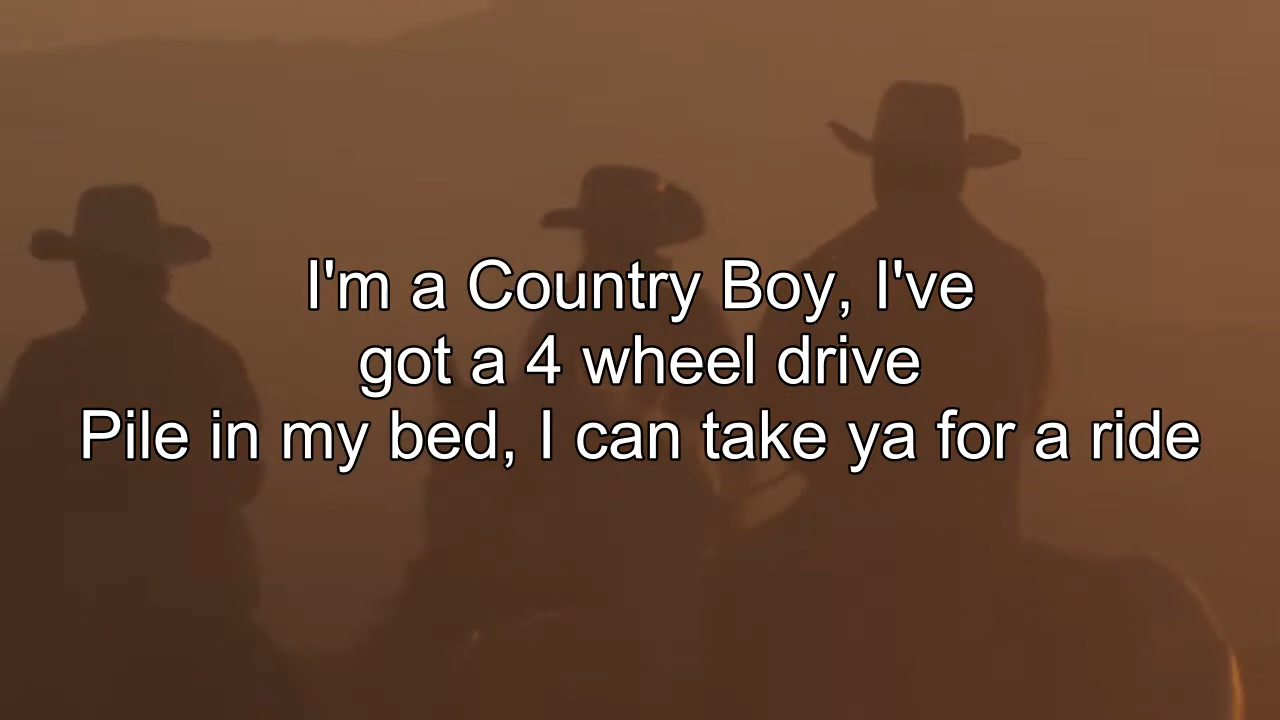 I'm a Country Boy, I've
got a 4 wheel drive
Pile in my bed, I can take ya for a ride